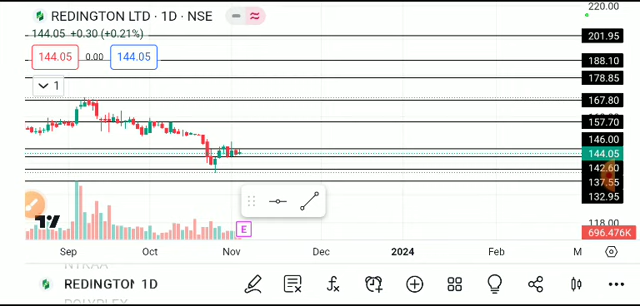 REDINGTON LTD · 1D · NSE
220.00
144.05 +0.30 (+0.21%)
201.95
144.05 0.00 144.05
188.10
178.85
1
167.80
157.70
146.00
144.05
142.60
137.55
132.95
118.00
E
696.476K
Sep Oct Nov Dec 2024 Feb M
REDINGTON 1D